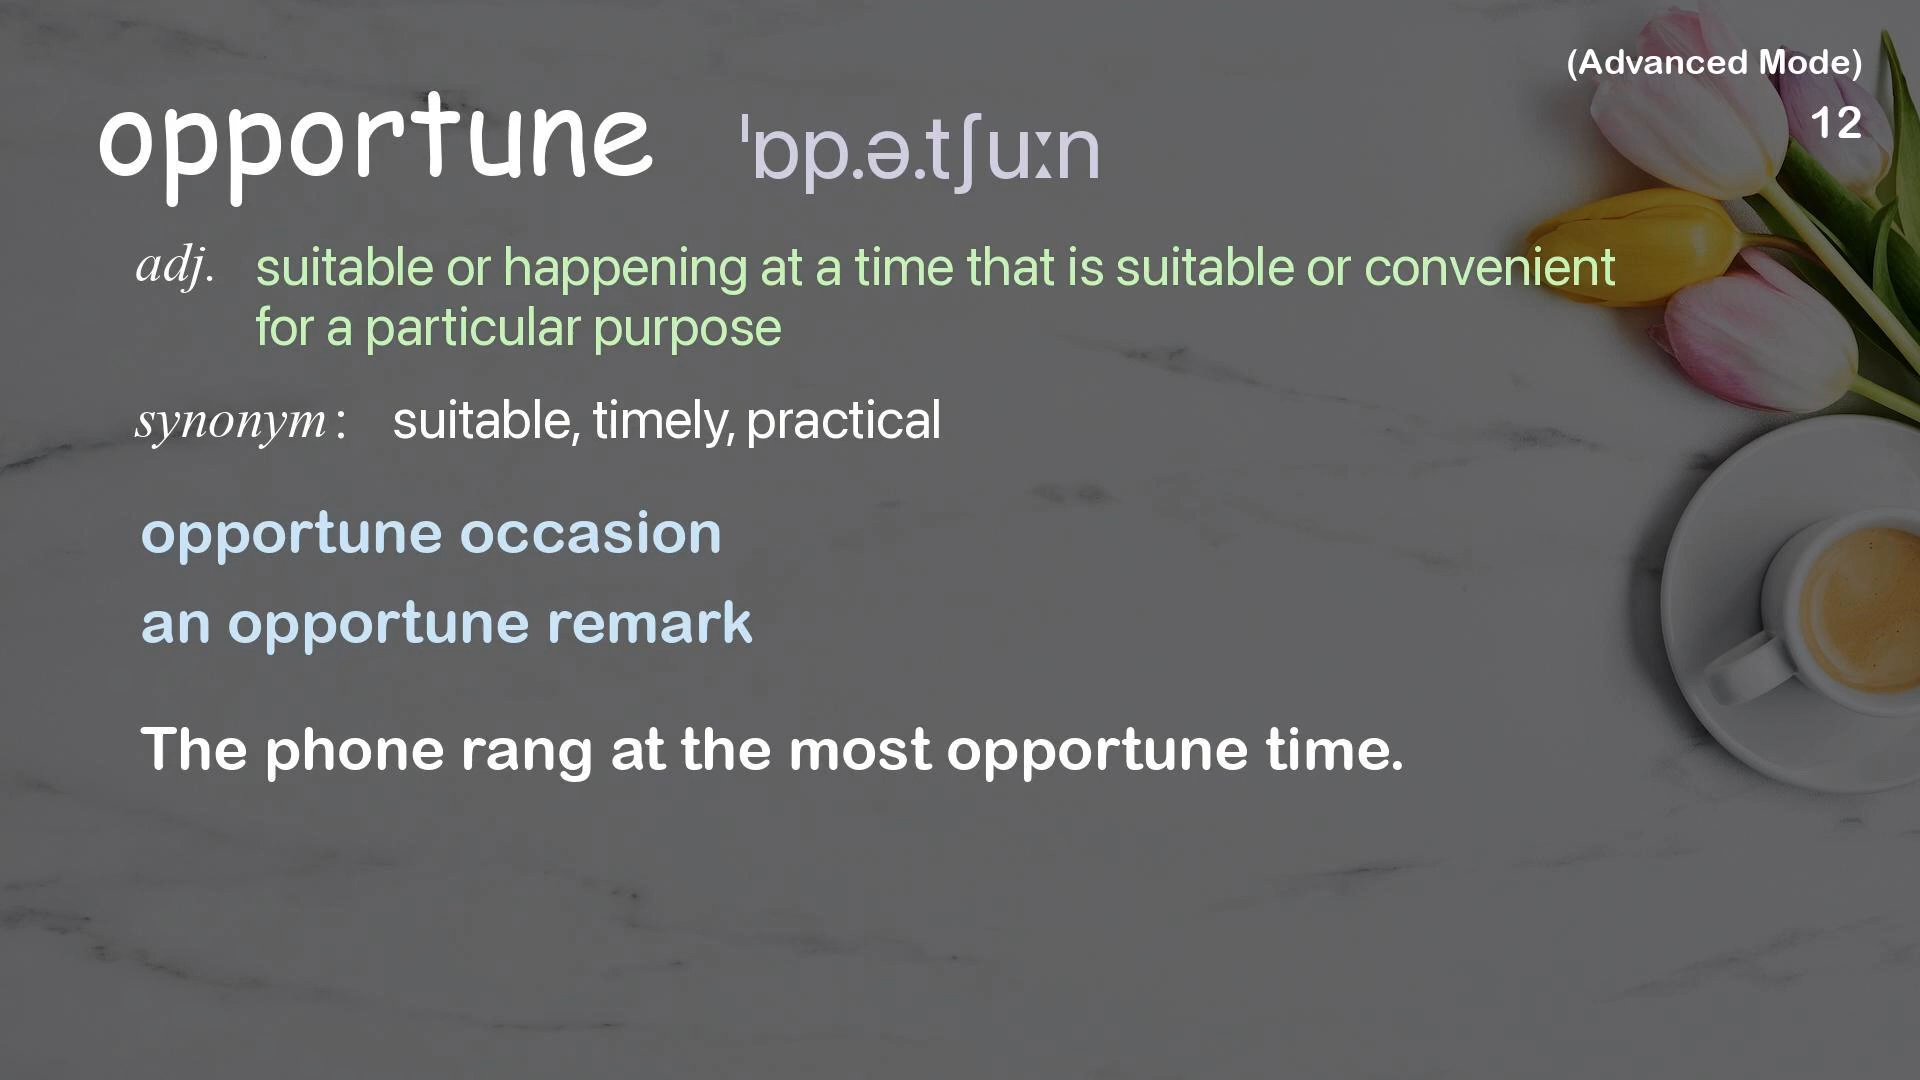 (Advanced Mode)
12
opportune ˈɒp.ə.tʃuːn
adj. suitable or happening at a time that is suitable or convenient
for a particular purpose
synonym : suitable, timely, practical
opportune occasion
an opportune remark
The phone rang at the most opportune time.